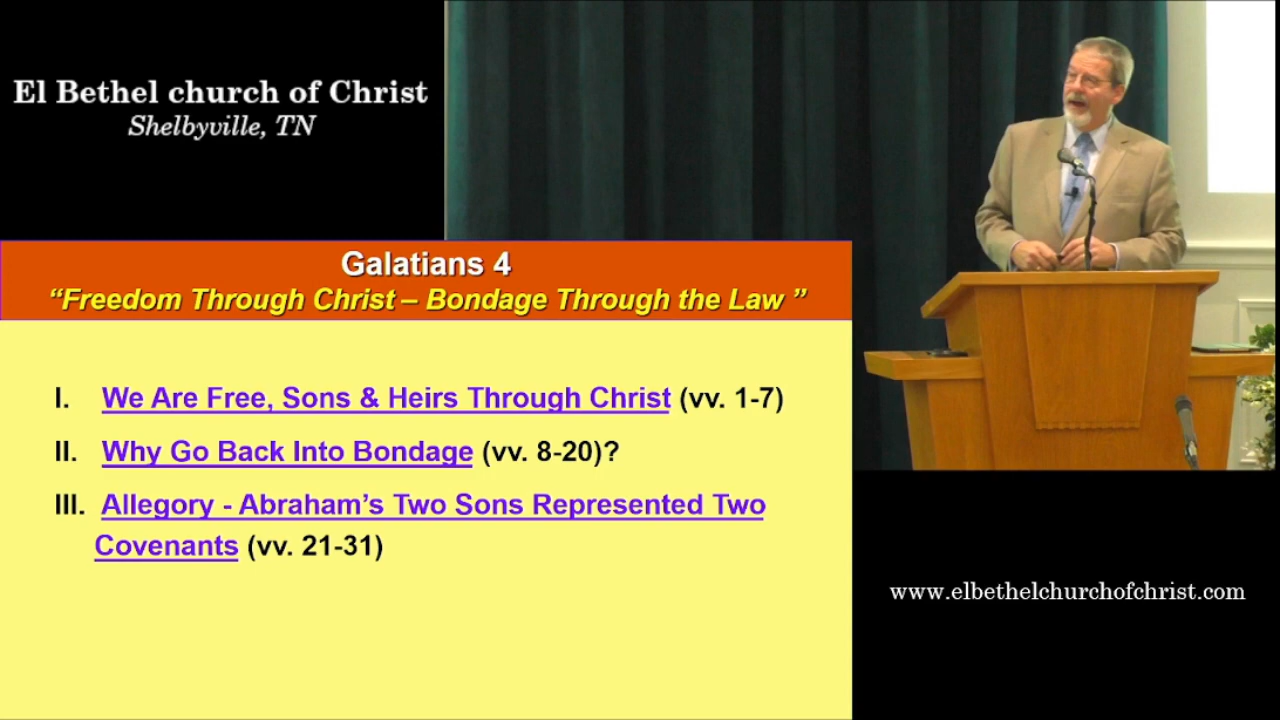 El Bethel church of Christ
Shelbyville, TN
Galatians 4
“Freedom Through Christ – Bondage Through the Law ”
I. We Are Free, Sons & Heirs Through Christ (vv. 1-7)
II. Why Go Back Into Bondage (vv. 8-20)?
III. Allegory - Abraham’s Two Sons Represented Two
Covenants (vv. 21-31)
www.elbethelchurchofchrist.com